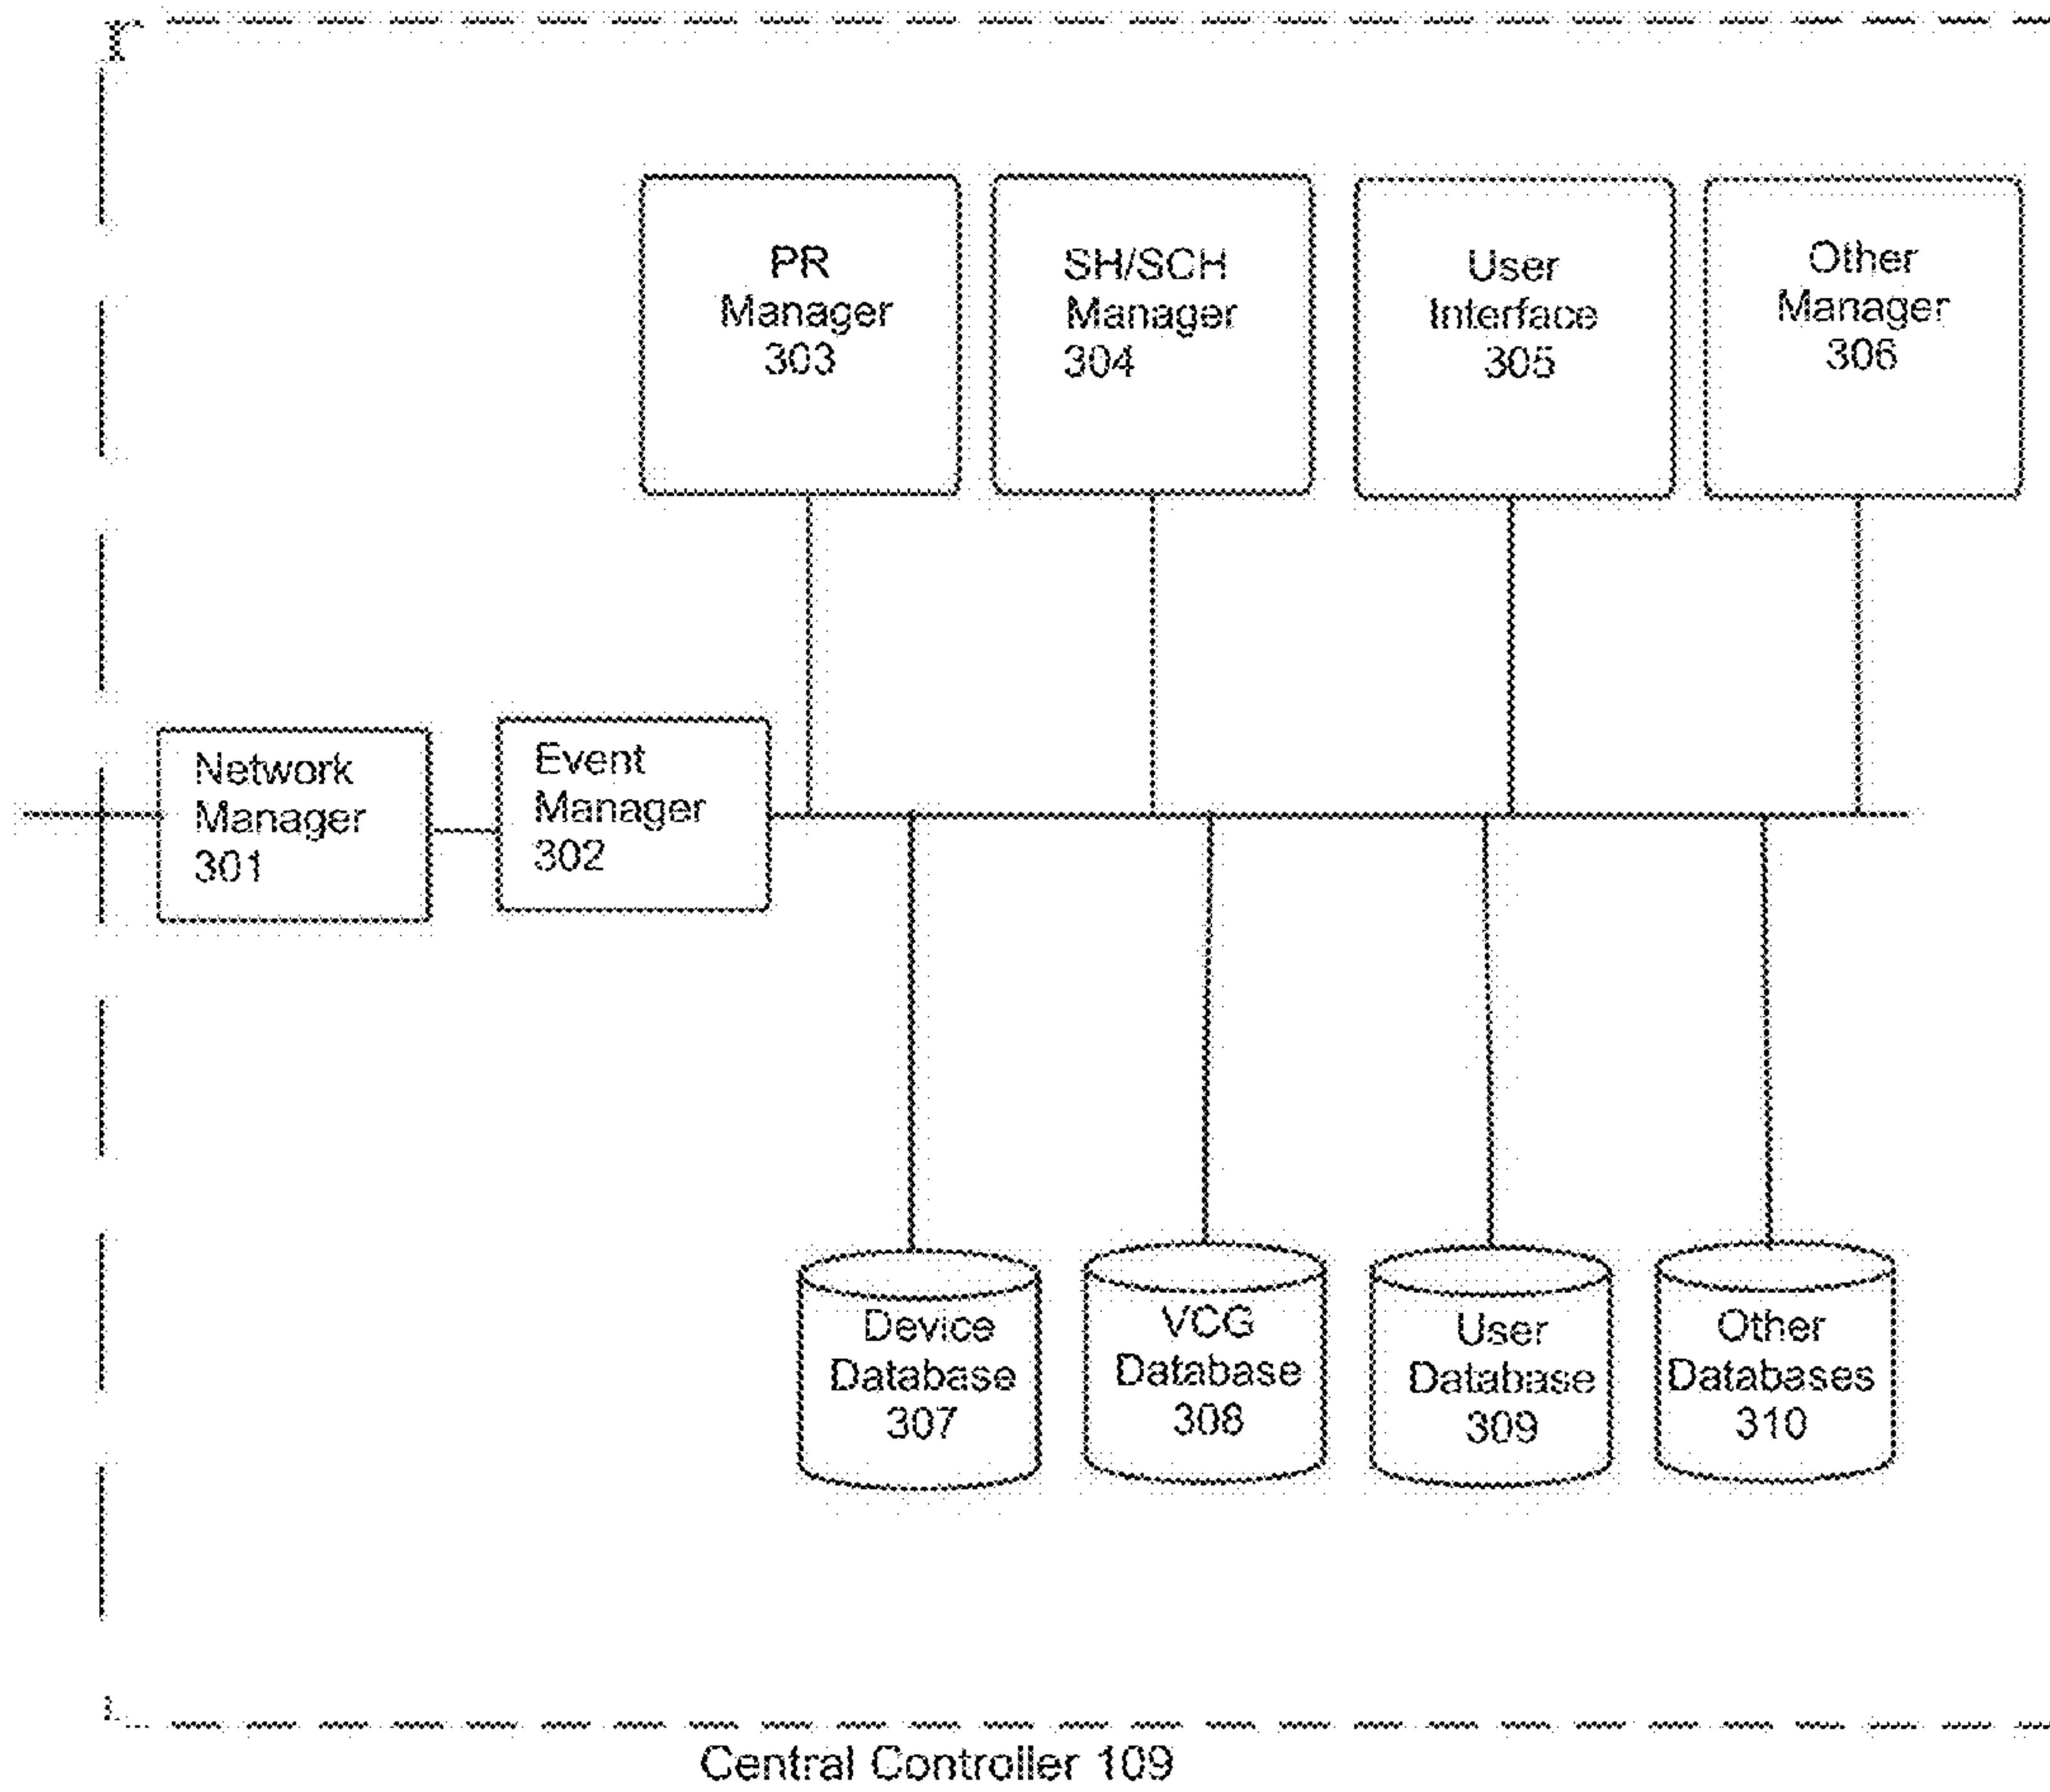 PR
Manager
303
SH/SCH
Manager
304
User
Interface
305
Other
Manager
306
Network
Manager
301
Event
Manager
302
Device
Database
307
VCG
Database
308
User
Database
309
Other
Databases
310
Central Controller 109